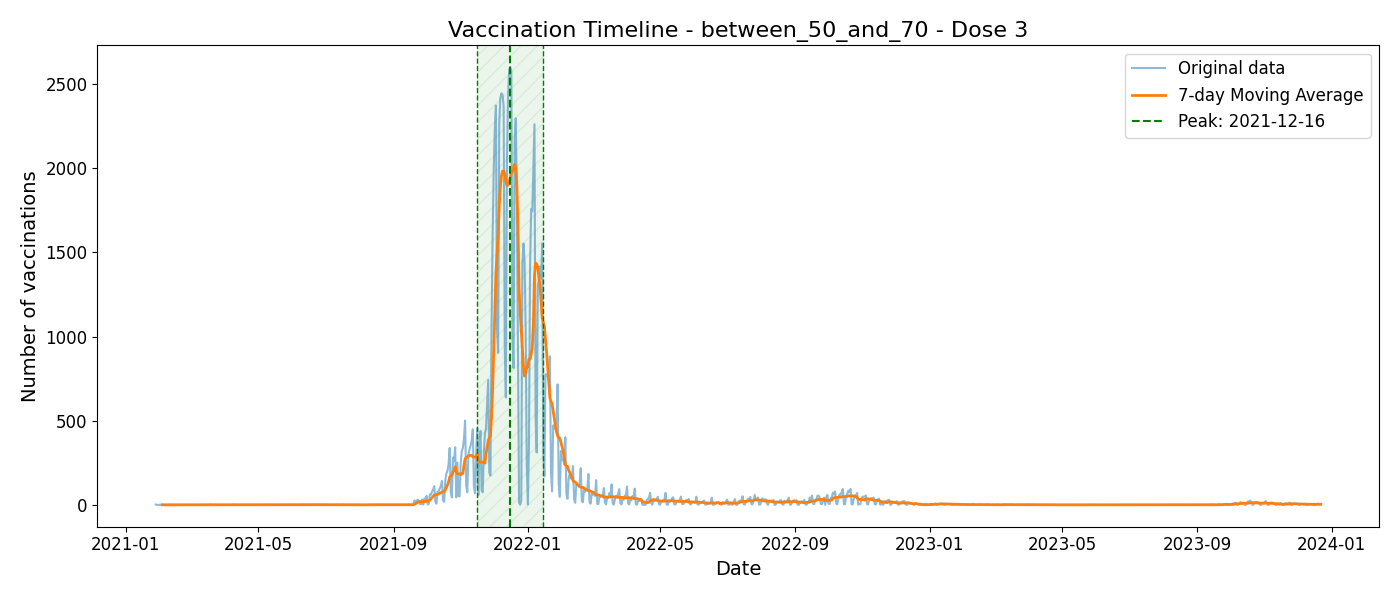 Vaccination Timeline - between_50_and_70 - Dose 3
Original data
7-day Moving Average
Peak: 2021-12-16
Number of vaccinations
2500
2000
1500
1000
500
0
2021-01 2021-05 2021-09 2022-01 2022-05 2022-09 2023-01 2023-05 2023-09 2024-01
Date